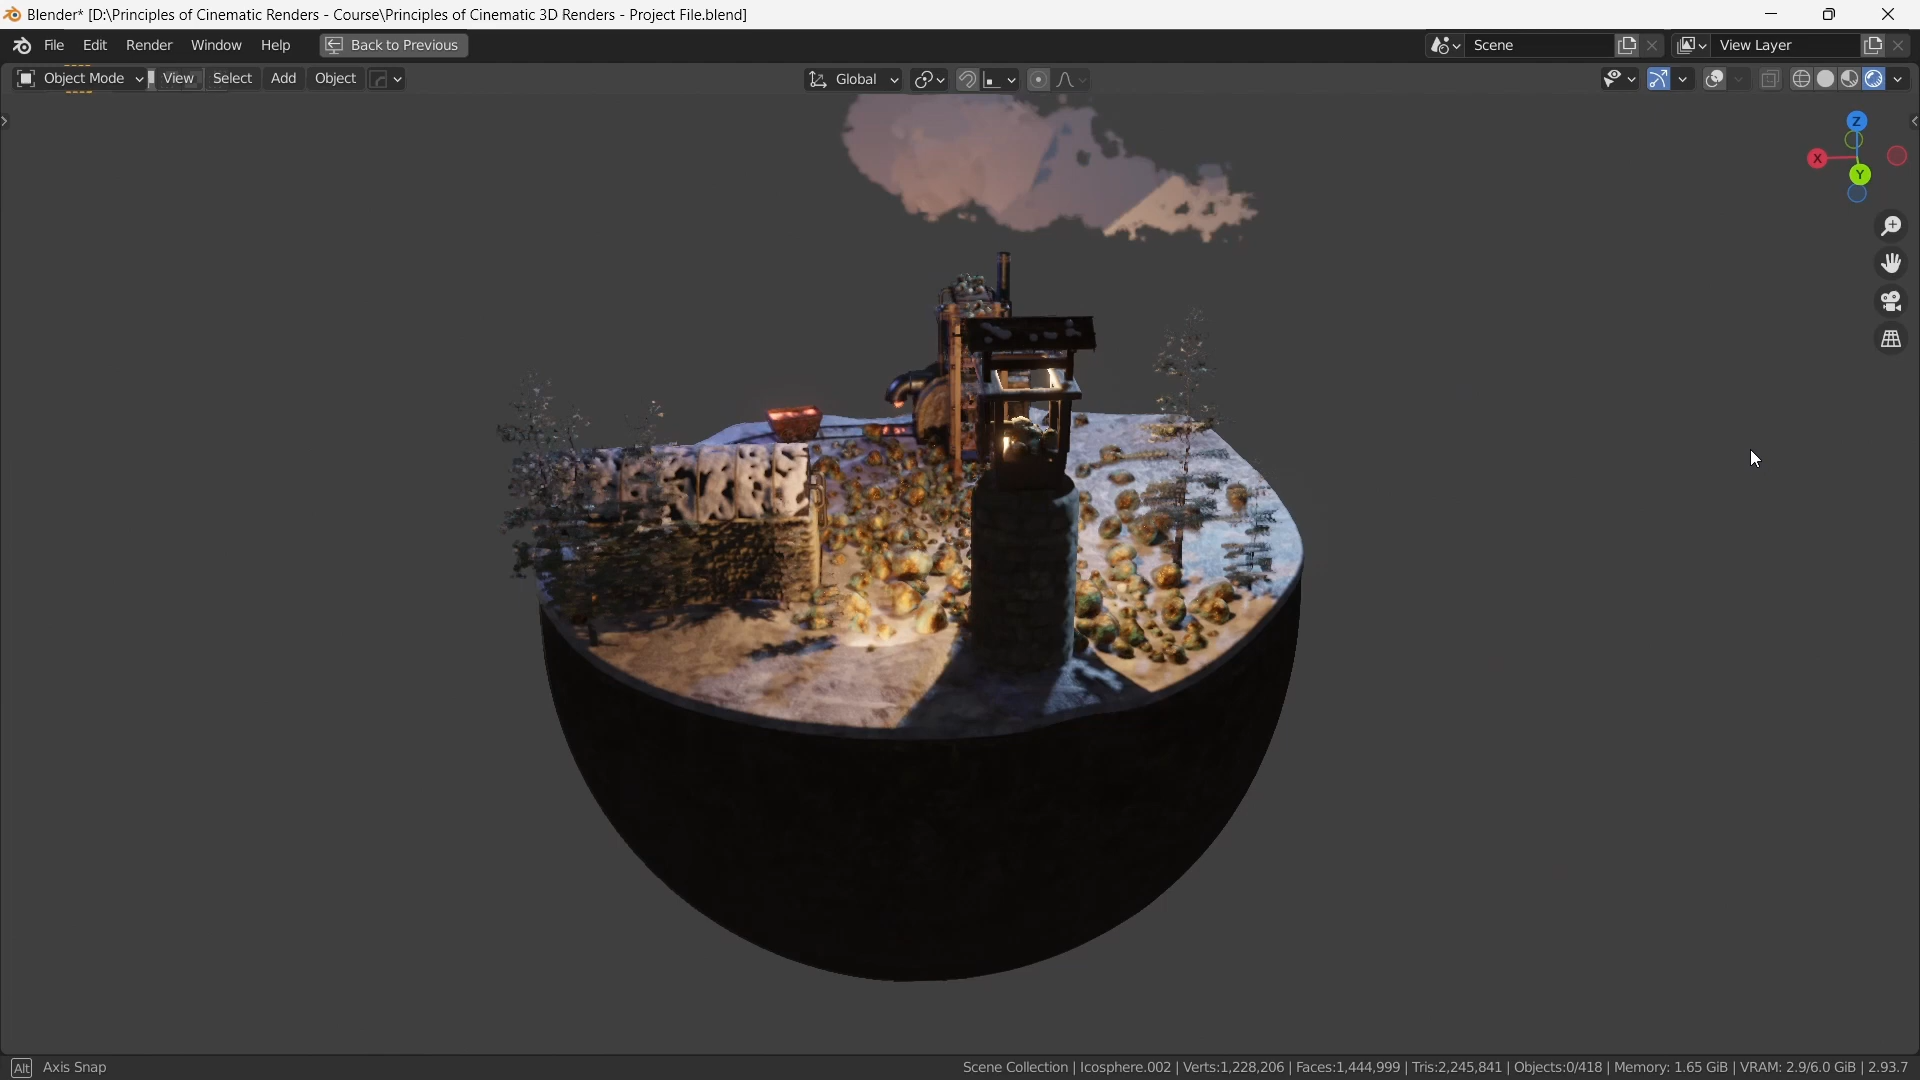 Blender* [D:\Principles of Cinematic Renders - Course\Principles of Cinematic 3D Renders - Project File.blend]
File Edit Render Window Help Back to Previous Scene View Layer
Object Mode View Select Add Object Global
Z
X
Y
Alt Axis Snap Scene Collection | Icosphere.002 | Verts:1,228,206 | Faces:1,444,999 | Tris:2,245,841 | Objects:0/418 | Memory: 1.65 GiB | VRAM: 2.9/6.0 GiB | 2.93.7